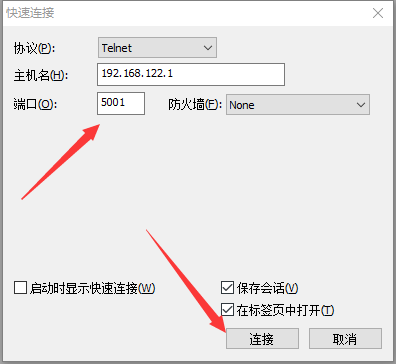 快速连接
协议(P): Telnet
主机名(H): 192.168.122.1
端口(O): 5001 防火墙(F): None
启动时显示快速连接(W) 保存会话(V)
在标签页中打开(T)
连接 取消